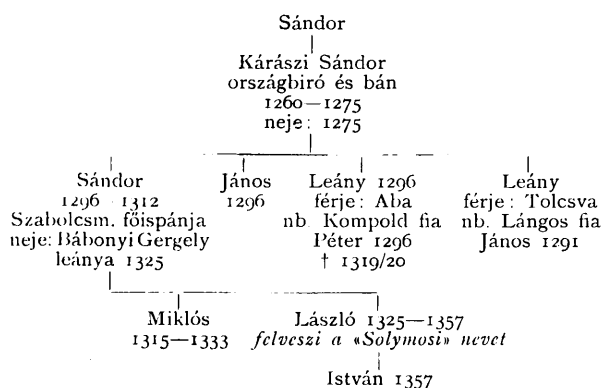 Sándor
Kárászi Sándor
országbiró és bán
1260—1275
neje: 1275
Sándor
1296 1312
Szabolcsm. főispánja
neje: Bábonyi Gergely
leánya 1325
János
1296
Leány 1296
férje: Aba
nb. Kompold fia
Péter 1296
† 1319/20
Leány
férje: Tolcsva
nb. Lángos fia
János 1291
Miklós
1315—1333
László 1325—1357
felveszi a «Solymosi» nevet
István 1357